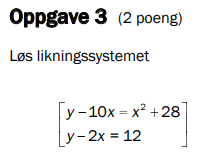 Oppgave 3 (2 poeng)
Løs likningssystemet
y – 10x = x² + 28
y – 2x = 12